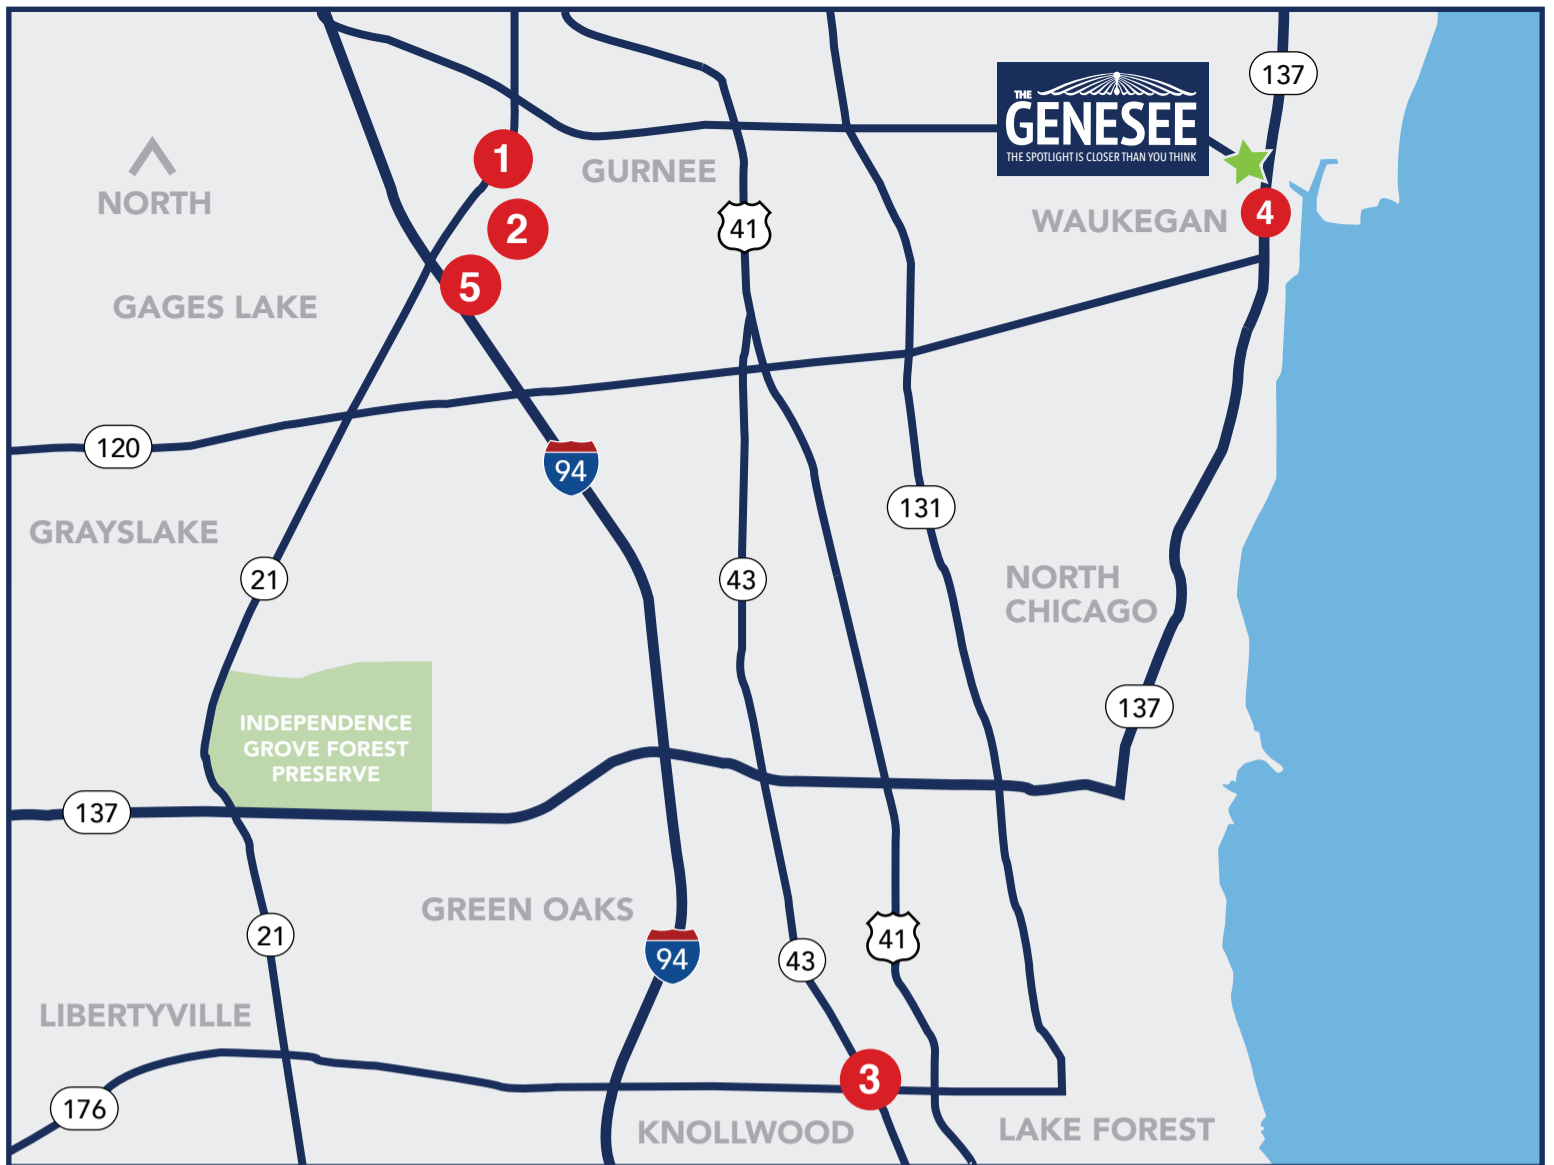 137
THE
GENESEE
THE SPOTLIGHT IS CLOSER THAN YOU THINK
1
GURNEE
NORTH
2
41
WAUKEGAN
4
5
GAGES LAKE
120
94
131
GRAYSLAKE
21
43
NORTH
CHICAGO
137
INDEPENDENCE
GROVE FOREST
PRESERVE
137
GREEN OAKS
21
94
43
41
LIBERTYVILLE
3
176
KNOLLWOOD
LAKE FOREST